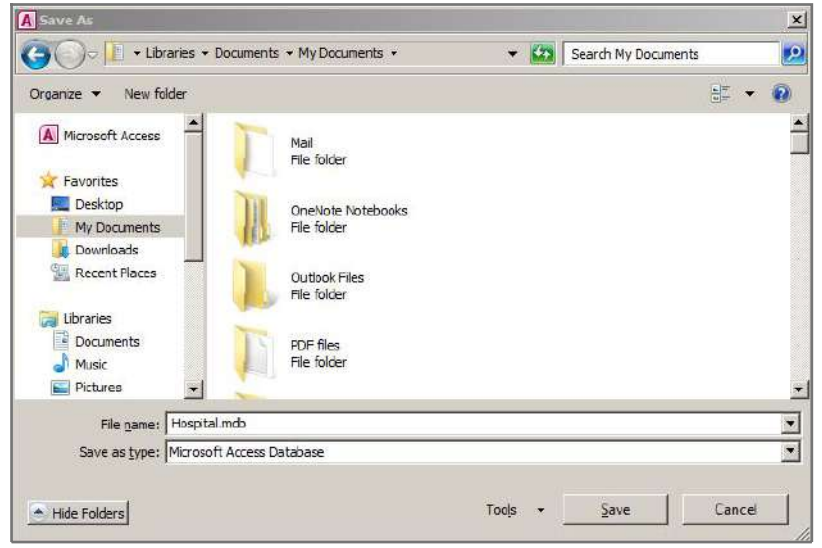 Save As
Libraries Documents My Documents
Search My Documents
Organize
New folder
Microsoft Access
Favorites
Desktop
My Documents
Downloads
Recent Places
Libraries
Documents
Music
Pictures
Mail
File folder
OneNote Notebooks
File folder
Outlook Files
File folder
PDF files
File folder
File name: Hospital.mdb
Save as type: Microsoft Access Database
Hide Folders
Tools
Save
Cancel